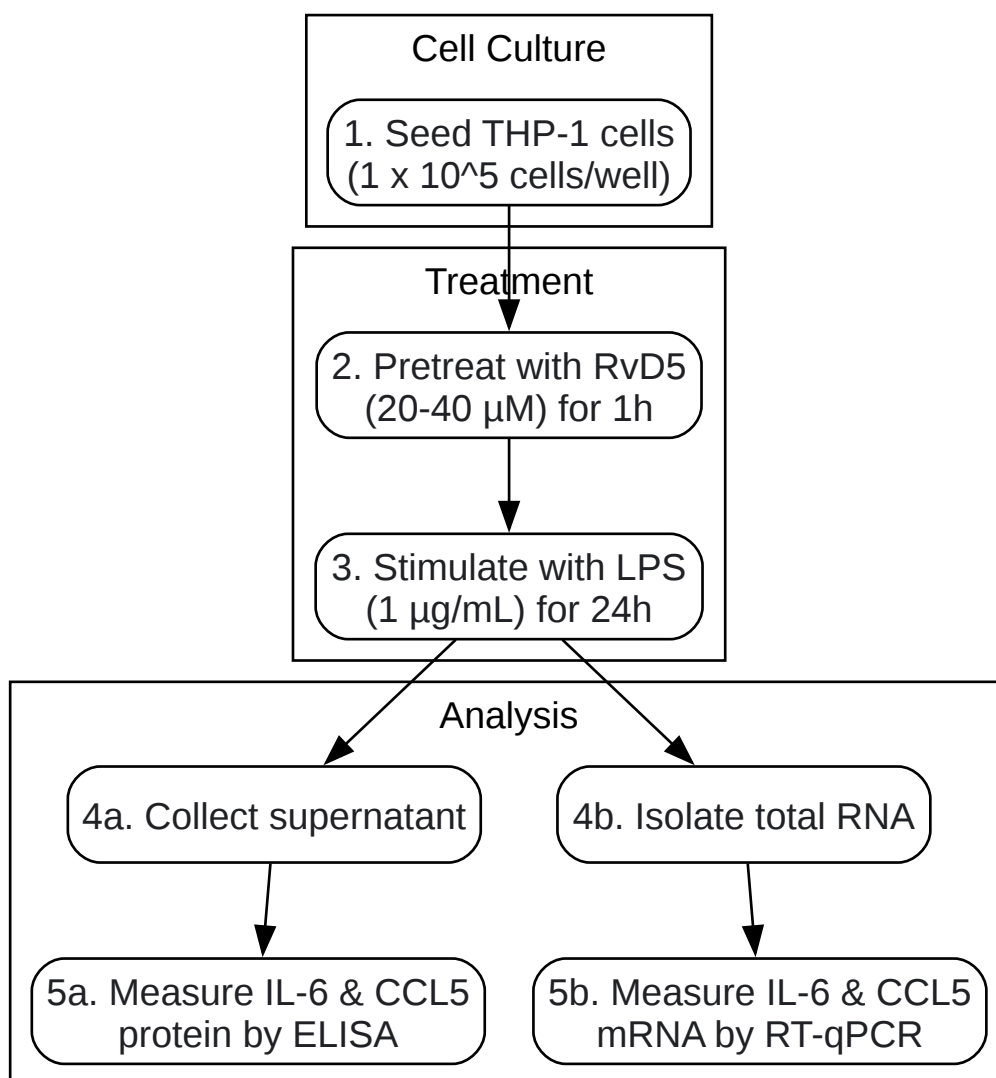 Cell Culture
1. Seed THP-1 cells
(1 x 10^5 cells/well)
Treatment
2. Pretreat with RvD5
(20-40 µM) for 1h
3. Stimulate with LPS
(1 µg/mL) for 24h
Analysis
4a. Collect supernatant
4b. Isolate total RNA
5a. Measure IL-6 & CCL5
protein by ELISA
5b. Measure IL-6 & CCL5
mRNA by RT-qPCR